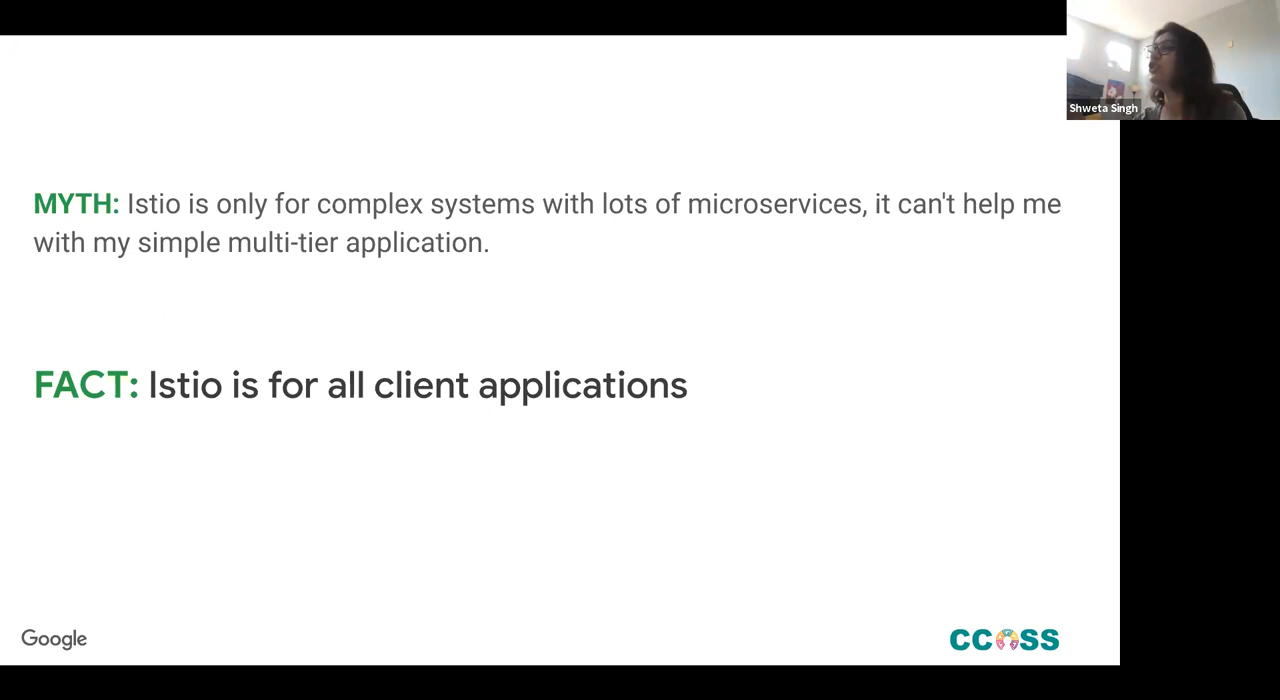 Shweta Singh
MYTH: Istio is only for complex systems with lots of microservices, it can't help me
with my simple multi-tier application.
FACT: Istio is for all client applications
Google
CCOSS